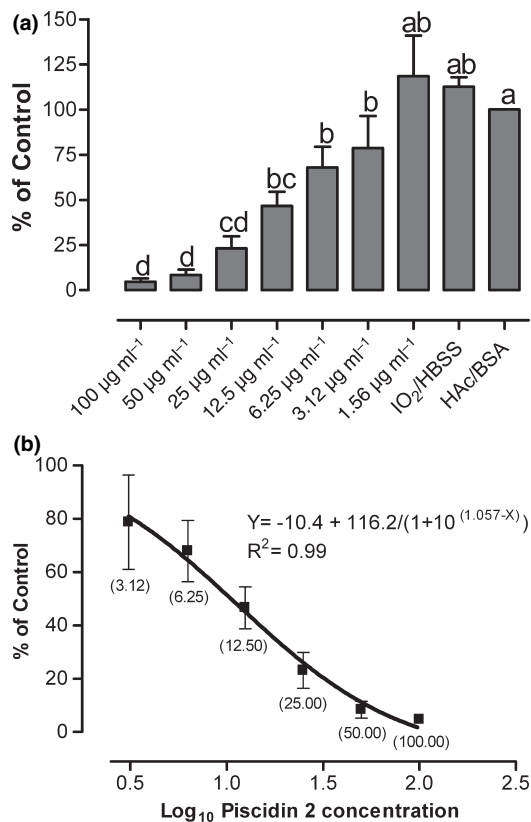 (a)
150
125
100
75
50
25
0
% of Control
d
d
cd
bc
b
b
ab
ab
a
100 µg ml⁻¹
50 µg ml⁻¹
25 µg ml⁻¹
12.5 µg ml⁻¹
6.25 µg ml⁻¹
3.12 µg ml⁻¹
1.56 µg ml⁻¹
IO₂/HBSS
HAc/BSA
(b)
100
80
60
40
20
0
% of Control
Y= -10.4 + 116.2/(1+10 ⁽¹·⁰⁵⁷⁻ˣ⁾)
R²= 0.99
(3.12)
(6.25)
(12.50)
(25.00)
(50.00)
(100.00)
0.5 1.0 1.5 2.0 2.5
Log₁₀ Piscidin 2 concentration